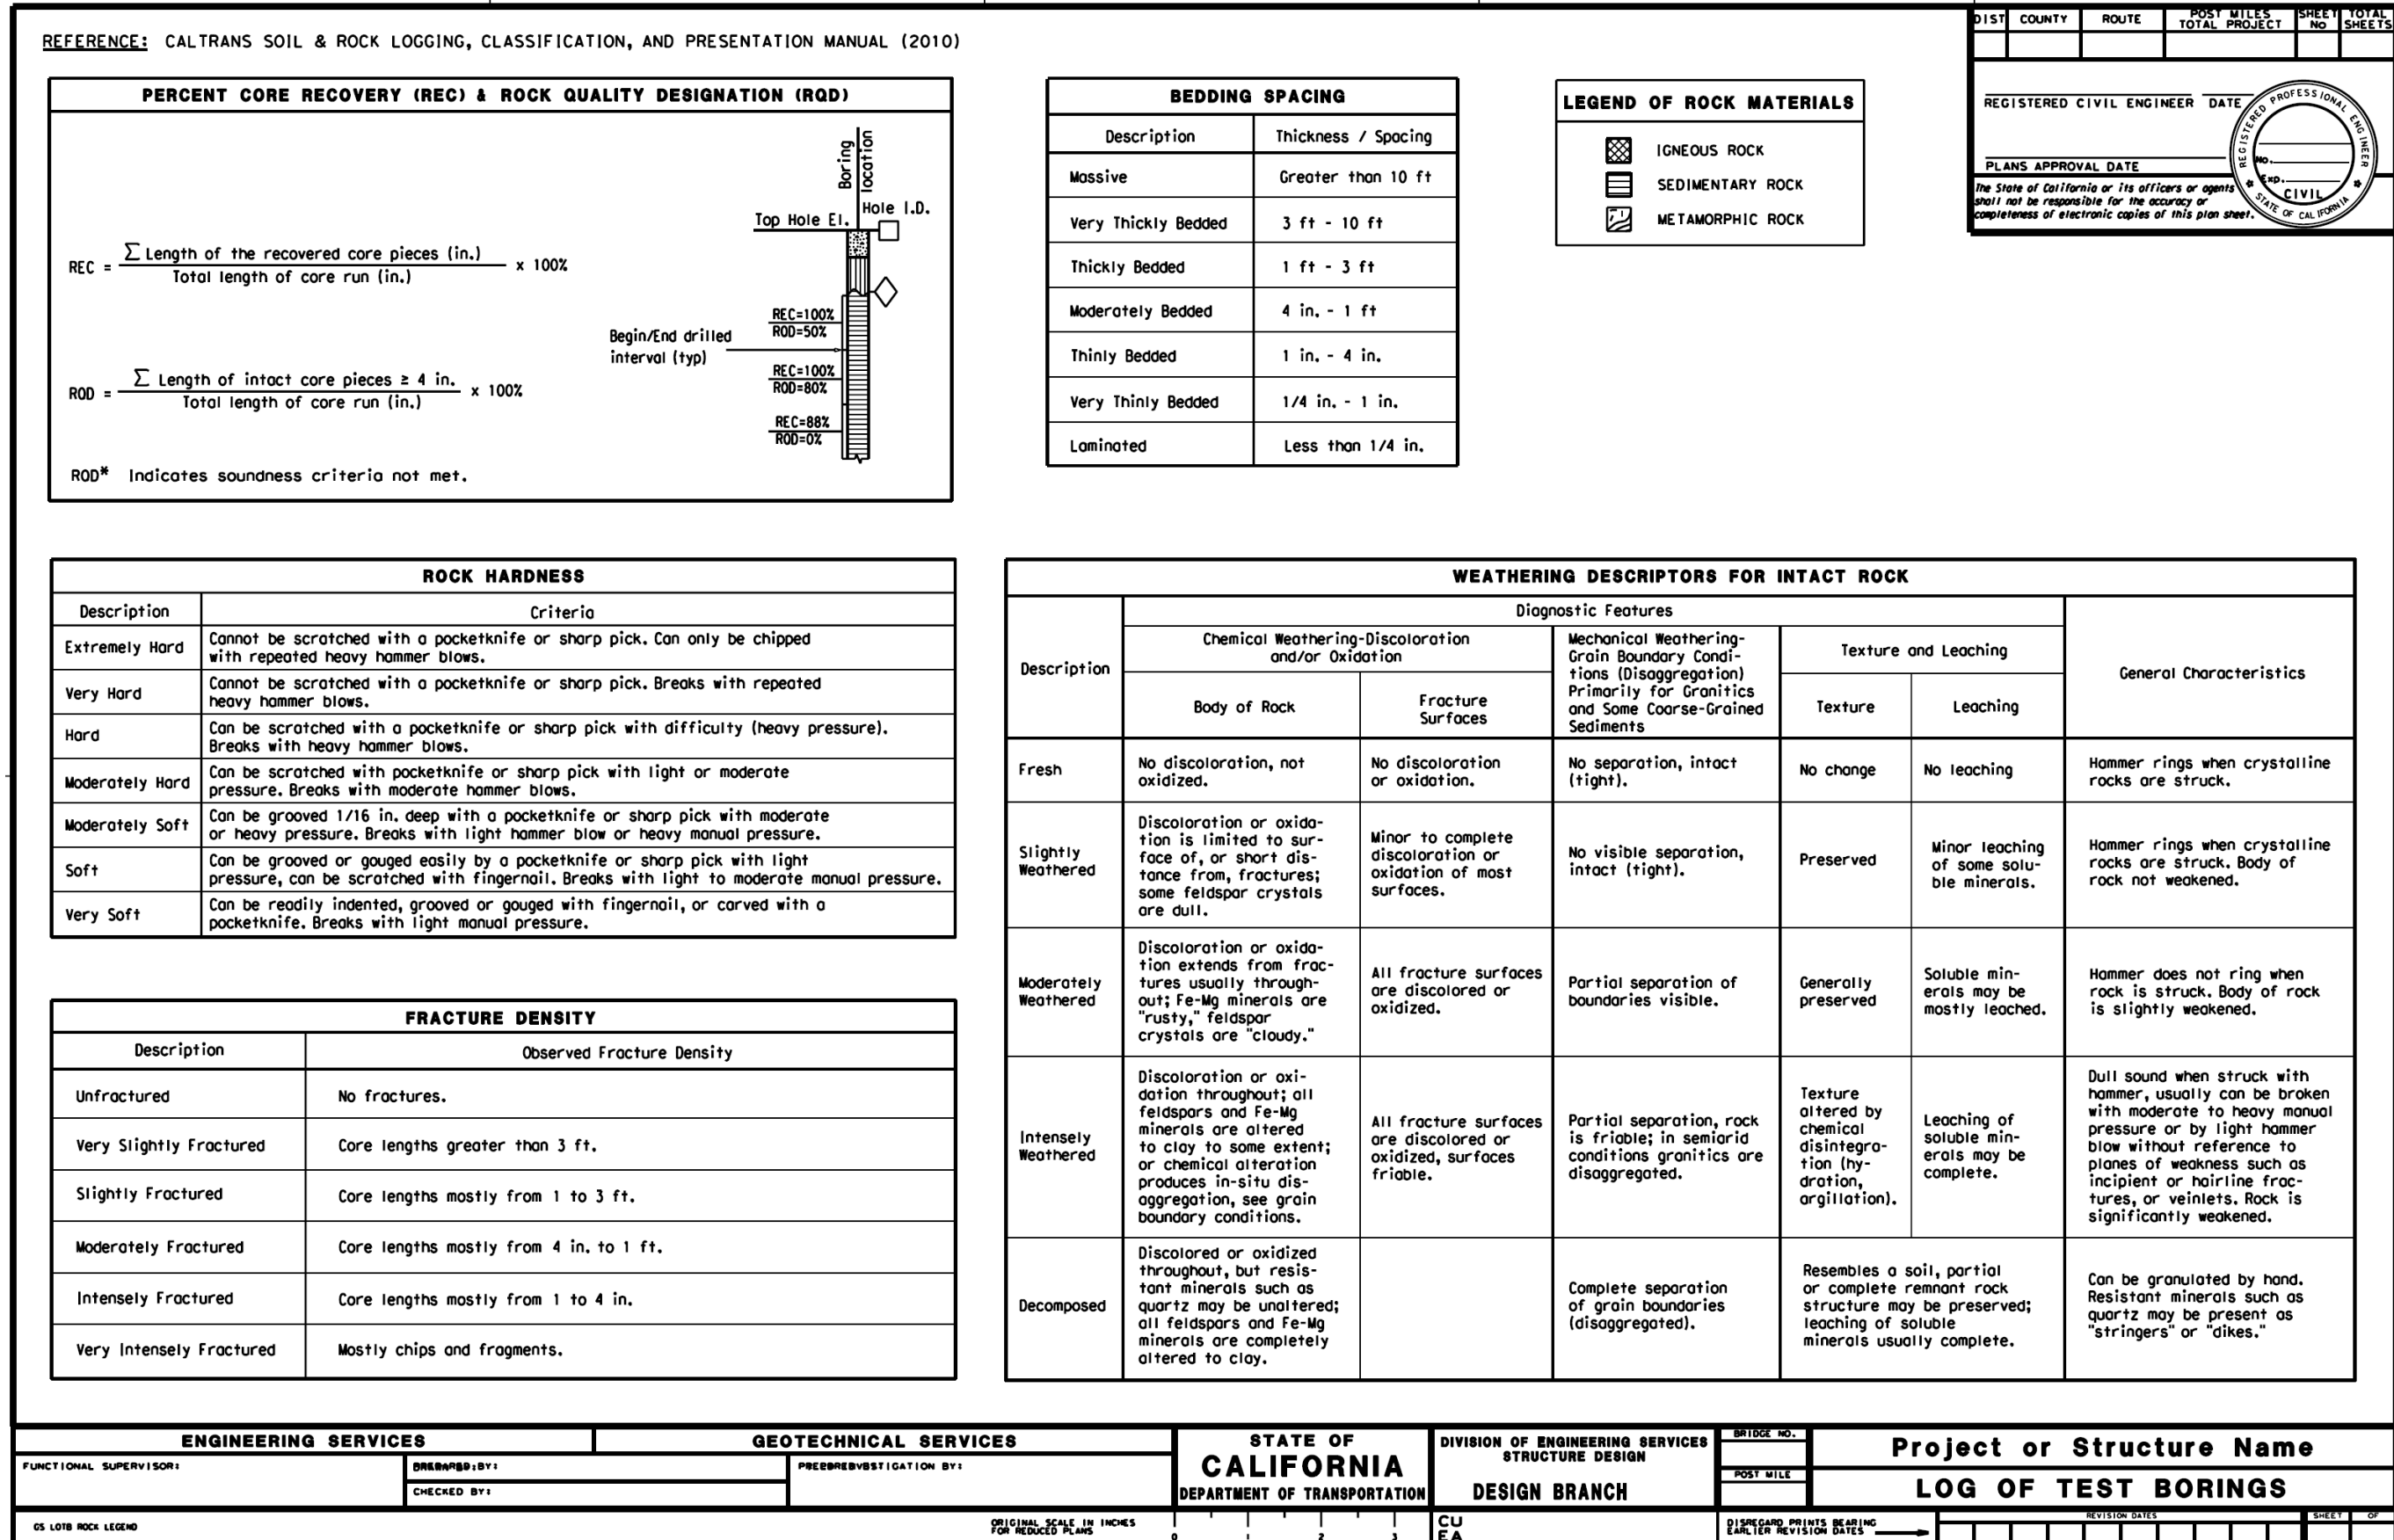 REFERENCE: CALTRANS SOIL & ROCK LOGGING, CLASSIFICATION, AND PRESENTATION MANUAL (2010)
DIST COUNTY ROUTE POST MILES TOTAL PROJECT SHEET No TOTAL SHEETS
REGISTERED CIVIL ENGINEER DATE
PLANS APPROVAL DATE
The State of California or its officers or agents
shall not be responsible for the accuracy or
completeness of electronic copies of this plan sheet.
REGISTERED PROFESSIONAL ENGINEER
No.
Exp.
CIVIL
STATE OF CALIFORNIA
PERCENT CORE RECOVERY (REC) & ROCK QUALITY DESIGNATION (RQD)
REC = Σ Length of the recovered core pieces (in.)
Total length of core run (in.)
x 100%
RQD = Σ Length of intact core pieces ≥ 4 in.
Total length of core run (in.)
x 100%
RQD* Indicates soundness criteria not met.
Boring
location
Top Hole El.
Hole I.D.
Begin/End drilled
interval (typ)
REC=100%
RQD=50%
REC=100%
RQD=80%
REC=88%
RQD=0%
BEDDING SPACING
Description Thickness / Spacing
Massive Greater than 10 ft
Very Thickly Bedded 3 ft - 10 ft
Thickly Bedded 1 ft - 3 ft
Moderately Bedded 4 in. - 1 ft
Thinly Bedded 1 in. - 4 in.
Very Thinly Bedded 1/4 in. - 1 in.
Laminated Less than 1/4 in.
LEGEND OF ROCK MATERIALS
IGNEOUS ROCK
SEDIMENTARY ROCK
METAMORPHIC ROCK
ROCK HARDNESS
Description Criteria
Extremely Hard
Cannot be scratched with a pocketknife or sharp pick. Can only be chipped
with repeated heavy hammer blows.
Very Hard
Cannot be scratched with a pocketknife or sharp pick. Breaks with repeated
heavy hammer blows.
Hard
Can be scratched with a pocketknife or sharp pick with difficulty (heavy pressure).
Breaks with heavy hammer blows.
Moderately Hard
Can be scratched with pocketknife or sharp pick with light or moderate
pressure. Breaks with moderate hammer blows.
Moderately Soft
Can be grooved 1/16 in. deep with a pocketknife or sharp pick with moderate
or heavy pressure. Breaks with light hammer blow or heavy manual pressure.
Soft
Can be grooved or gouged easily by a pocketknife or sharp pick with light
pressure, can be scratched with fingernail. Breaks with light to moderate manual pressure.
Very Soft
Can be readily indented, grooved or gouged with fingernail, or carved with a
pocketknife. Breaks with light manual pressure.
FRACTURE DENSITY
Description Observed Fracture Density
Unfractured No fractures.
Very Slightly Fractured Core lengths greater than 3 ft.
Slightly Fractured Core lengths mostly from 1 to 3 ft.
Moderately Fractured Core lengths mostly from 4 in. to 1 ft.
Intensely Fractured Core lengths mostly from 1 to 4 in.
Very Intensely Fractured Mostly chips and fragments.
WEATHERING DESCRIPTORS FOR INTACT ROCK
Description
Diagnostic Features
Chemical Weathering-Discoloration
and/or Oxidation
Body of Rock
Fracture
Surfaces
Mechanical Weathering-
Grain Boundary Condi-
tions (Disaggregation)
Primarily for Granitics
and Some Coarse-Grained
Sediments
Texture and Leaching
Texture
Leaching
General Characteristics
Fresh
No discoloration, not
oxidized.
No discoloration
or oxidation.
No separation, intact
(tight).
No change
No leaching
Hammer rings when crystalline
rocks are struck.
Slightly
Weathered
Discoloration or oxida-
tion is limited to sur-
face of, or short dis-
tance from, fractures;
some feldspar crystals
are dull.
Minor to complete
discoloration or
oxidation of most
surfaces.
No visible separation,
intact (tight).
Preserved
Minor leaching
of some solu-
ble minerals.
Hammer rings when crystalline
rocks are struck. Body of
rock not weakened.
Moderately
Weathered
Discoloration or oxida-
tion extends from frac-
tures usually through-
out; Fe-Mg minerals are
"rusty," feldspar
crystals are "cloudy."
All fracture surfaces
are discolored or
oxidized.
Partial separation of
boundaries visible.
Generally
preserved
Soluble min-
erals may be
mostly leached.
Hammer does not ring when
rock is struck. Body of rock
is slightly weakened.
Intensely
Weathered
Discoloration or oxi-
dation throughout; all
feldspars and Fe-Mg
minerals are altered
to clay to some extent;
or chemical alteration
produces in-situ dis-
aggregation, see grain
boundary conditions.
All fracture surfaces
are discolored or
oxidized, surfaces
friable.
Partial separation, rock
is friable; in semiarid
conditions granitics are
disaggregated.
Texture
altered by
chemical
disintegra-
tion (hy-
dration,
argillation).
Leaching of
soluble min-
erals may be
complete.
Dull sound when struck with
hammer, usually can be broken
with moderate to heavy manual
pressure or by light hammer
blow without reference to
planes of weakness such as
incipient or hairline frac-
tures, or veinlets. Rock is
significantly weakened.
Decomposed
Discolored or oxidized
throughout, but resis-
tant minerals such as
quartz may be unaltered;
all feldspars and Fe-Mg
minerals are completely
altered to clay.
Complete separation
of grain boundaries
(disaggregated).
Resembles a soil, partial
or complete remnant rock
structure may be preserved;
leaching of soluble
minerals usually complete.
Can be granulated by hand.
Resistant minerals such as
quartz may be present as
"stringers" or "dikes."
ENGINEERING SERVICES
GEOTECHNICAL SERVICES
FUNCTIONAL SUPERVISOR:
BY:
CHECKED BY:
BY:
STATE OF
CALIFORNIA
DEPARTMENT OF TRANSPORTATION
DIVISION OF ENGINEERING SERVICES
STRUCTURE DESIGN
DESIGN BRANCH
BRIDGE NO.
POST MILE
Project or Structure Name
LOG OF TEST BORINGS
GS LOTB ROCK LEGEND
ORIGINAL SCALE IN INCHES
FOR REDUCED PLANS
0 1 2 3
CU
EA
DISREGARD PRINTS BEARING
EARLIER REVISION DATES
REVISION DATES
SHEET OF